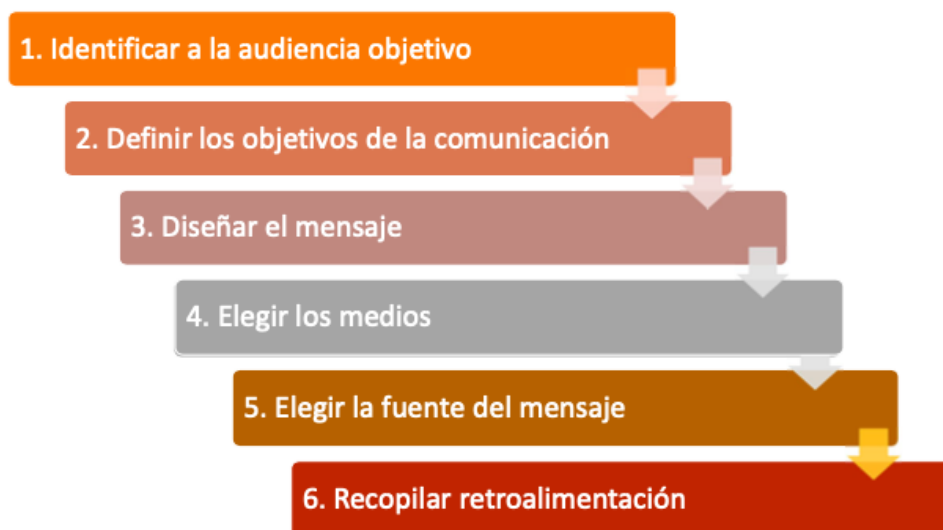 1. Identificar a la audiencia objetivo
2. Definir los objetivos de la comunicación
3. Diseñar el mensaje
4. Elegir los medios
5. Elegir la fuente del mensaje
6. Recopilar retroalimentación